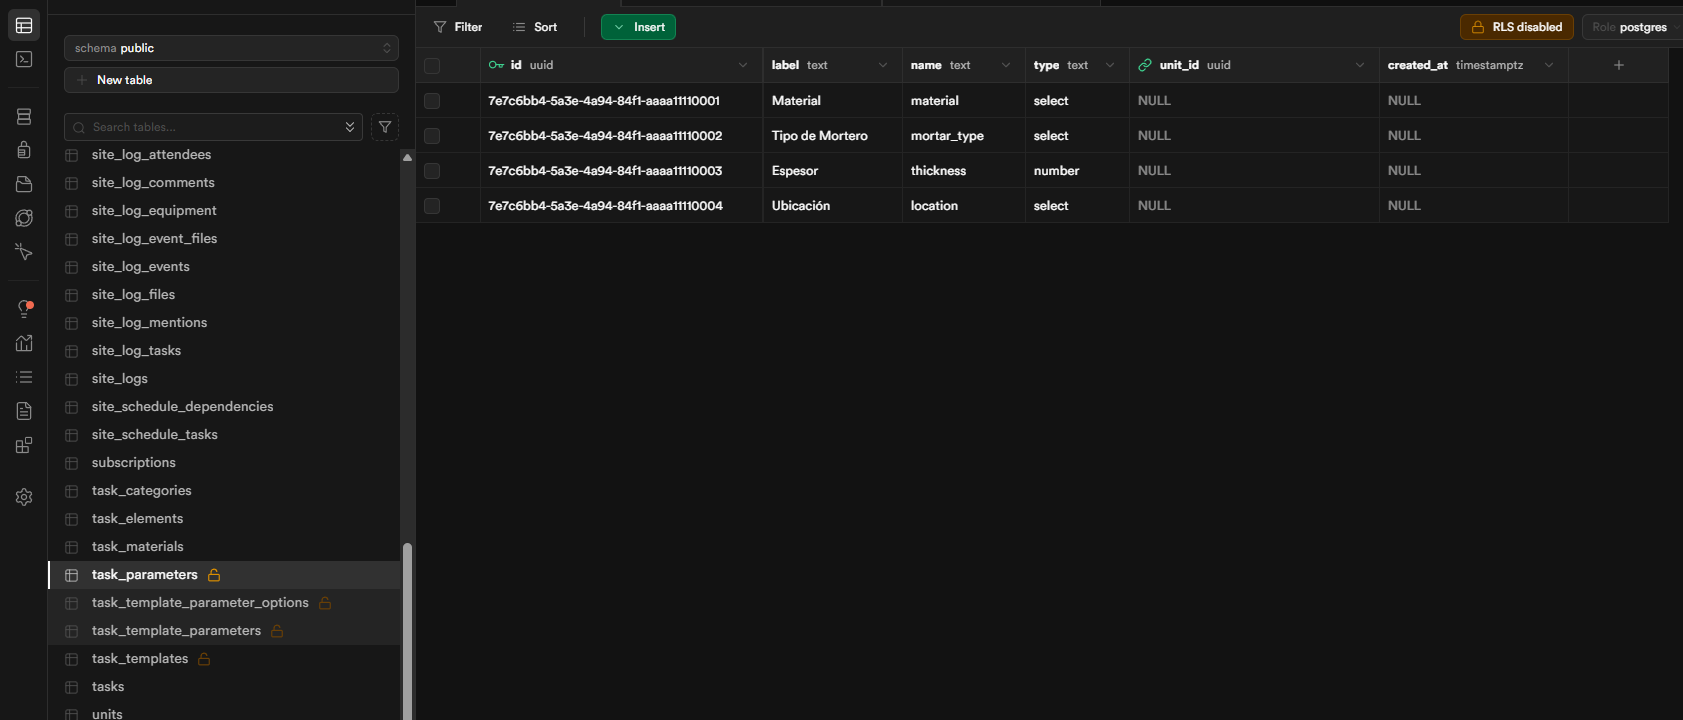 schema public
New table
Search tables...
site_log_attendees
site_log_comments
site_log_equipment
site_log_event_files
site_log_events
site_log_files
site_log_mentions
site_log_tasks
site_logs
site_schedule_dependencies
site_schedule_tasks
subscriptions
task_categories
task_elements
task_materials
task_parameters
task_template_parameter_options
task_template_parameters
task_templates
tasks
units
Filter Sort Insert RLS disabled Role postgres
id uuid label text name text type text unit_id uuid created_at timestamptz
7e7c6bb4-5a3e-4a94-84f1-aaaa11110001 Material material select NULL NULL
7e7c6bb4-5a3e-4a94-84f1-aaaa11110002 Tipo de Mortero mortar_type select NULL NULL
7e7c6bb4-5a3e-4a94-84f1-aaaa11110003 Espesor thickness number NULL NULL
7e7c6bb4-5a3e-4a94-84f1-aaaa11110004 Ubicación location select NULL NULL